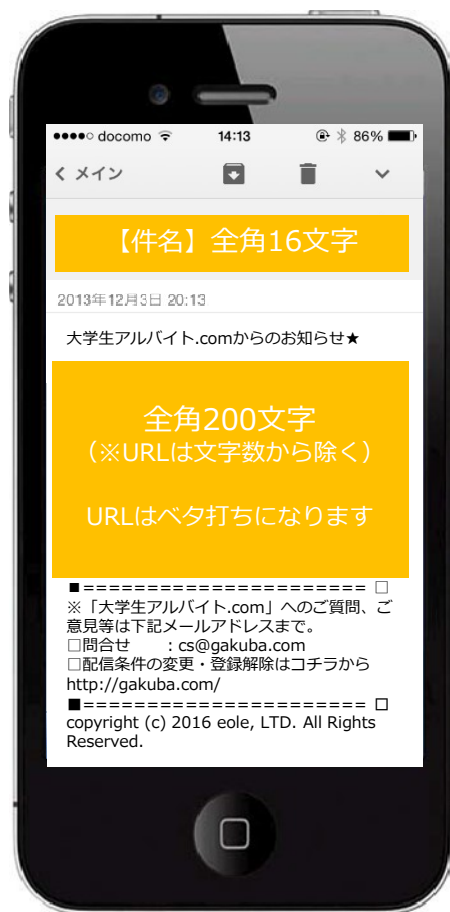 ●●●●○ docomo 14:13 86%
メイン
【件名】全角16文字
2013年12月3日 20:13
大学生アルバイト.comからのお知らせ★
全角200文字
（※URLは文字数から除く）
URLはベタ打ちになります
■====================== □
※「大学生アルバイト.com」へのご質問、ご
意見等は下記メールアドレスまで。
□問合せ　　：cs@gakuba.com
□配信条件の変更・登録解除はコチラから
http://gakuba.com/
■====================== □
copyright (c) 2016 eole, LTD. All Rights
Reserved.